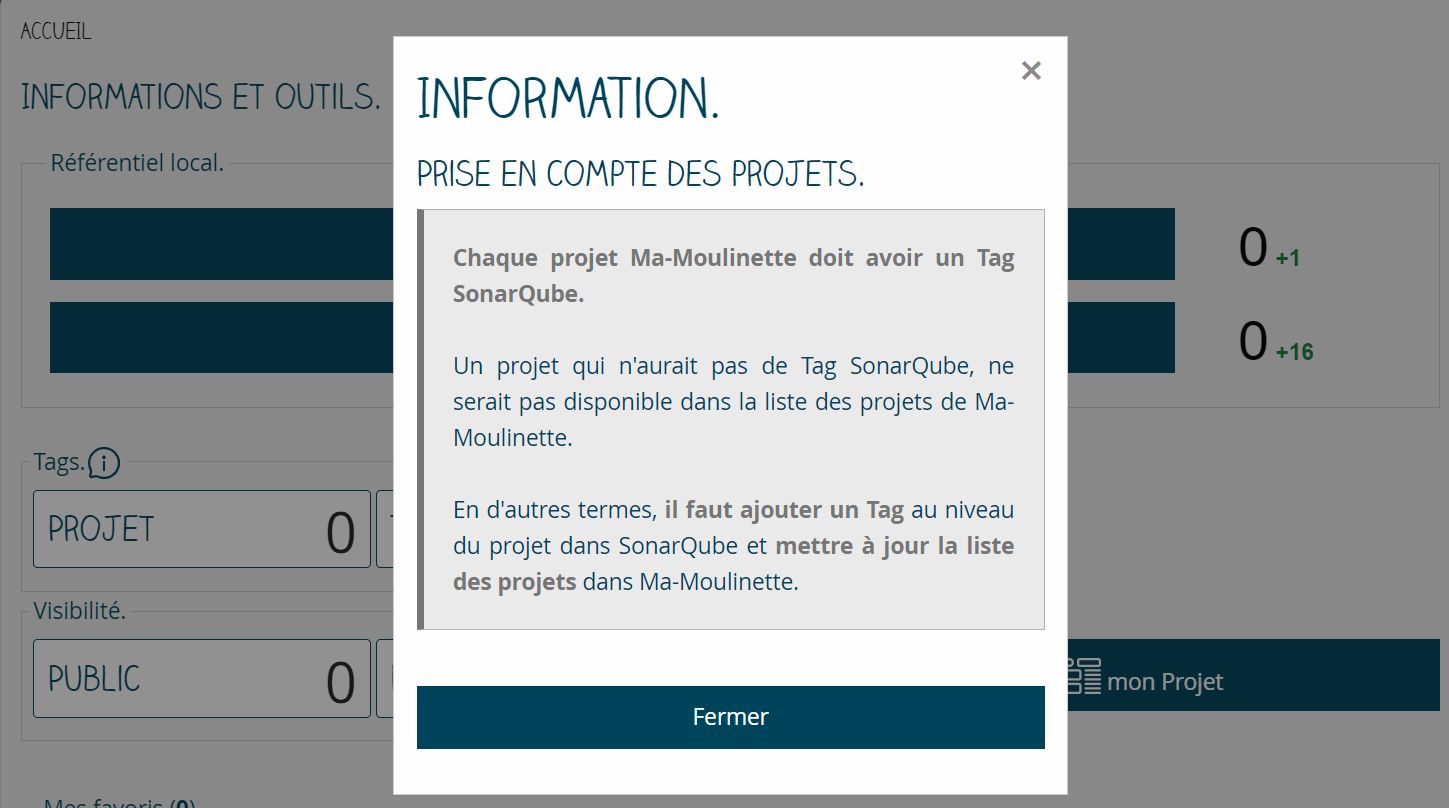 ACCUEIL
INFORMATIONS ET OUTILS.
Référentiel local.
0 +1
0 +16
Tags.
PROJET 0
Visibilité.
PUBLIC 0
mon Projet
Mes favoris (0)
×
INFORMATION.
PRISE EN COMPTE DES PROJETS.
Chaque projet Ma-Moulinette doit avoir un Tag
SonarQube.
Un projet qui n'aurait pas de Tag SonarQube, ne
serait pas disponible dans la liste des projets de Ma-
Moulinette.
En d'autres termes, il faut ajouter un Tag au niveau
du projet dans SonarQube et mettre à jour la liste
des projets dans Ma-Moulinette.
Fermer